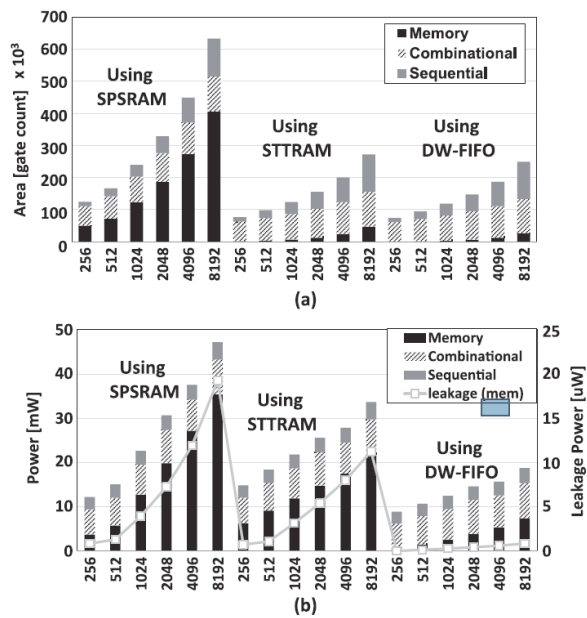 700
600
500
400
300
200
100
0
Area [gate count] x 10³
Using
SPSRAM
Using
STTRAM
Using
DW-FIFO
Memory
Combinational
Sequential
256 512 1024 2048 4096 8192 256 512 1024 2048 4096 8192 256 512 1024 2048 4096 8192
(a)
50
40
30
20
10
0
Power [mW]
Using
SPSRAM
Using
STTRAM
Using
DW-FIFO
Memory
Combinational
Sequential
leakage (mem)
25
20
15
10
5
0
Leakage Power [uW]
256 512 1024 2048 4096 8192 256 512 1024 2048 4096 8192 256 512 1024 2048 4096 8192
(b)